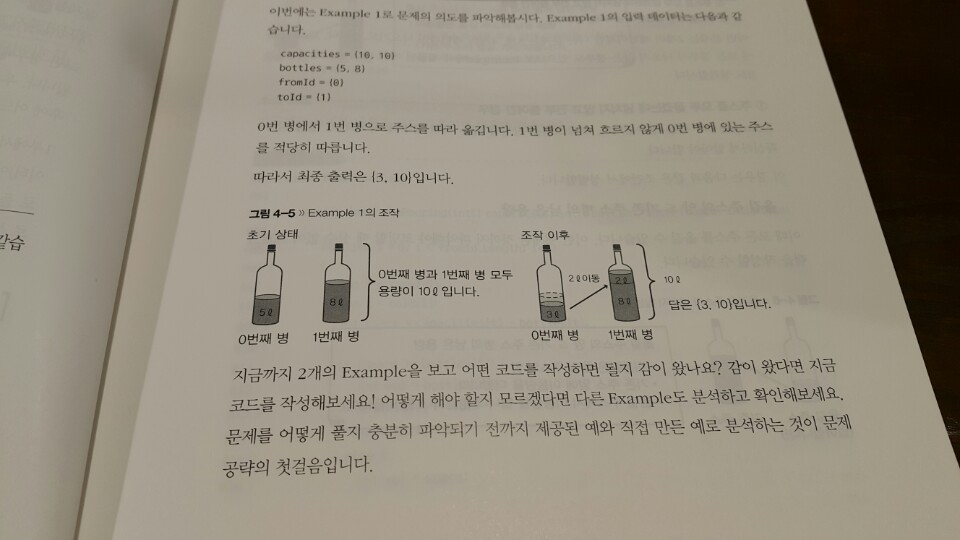 이번에는 Example 1로 문제의 의도를 파악해봅시다. Example 1의 입력 데이터는 다음과 같
습니다.
capacities = {10, 10}
bottles = {5, 8}
fromId = {0}
toId = {1}
0번 병에서 1번 병으로 주스를 따라 옮깁니다. 1번 병이 넘쳐 흐르지 않게 0번 병에 있는 주스
를 적당히 따릅니다.
따라서 최종 출력은 {3, 10}입니다.
그림 4-5 » Example 1의 조작
초기 상태
조작 이후
0번째 병과 1번째 병 모두
용량이 10ℓ입니다.
5ℓ
8ℓ
2ℓ이동
2ℓ
8ℓ
3ℓ
10ℓ
답은 {3, 10}입니다.
0번째 병
1번째 병
0번째 병
1번째 병
지금까지 2개의 Example을 보고 어떤 코드를 작성하면 될지 감이 왔나요? 감이 왔다면 지금
코드를 작성해보세요! 어떻게 해야 할지 모르겠다면 다른 Example도 분석하고 확인해보세요.
문제를 어떻게 풀지 충분히 파악되기 전까지 제공된 예와 직접 만든 예로 분석하는 것이 문제
공략의 첫걸음입니다.
같습